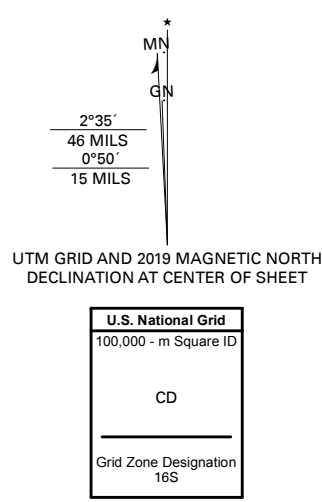 MN
GN
2°35´
46 MILS
0°50´
15 MILS
UTM GRID AND 2019 MAGNETIC NORTH
DECLINATION AT CENTER OF SHEET
U.S. National Grid
100,000 - m Square ID
CD
Grid Zone Designation
16S